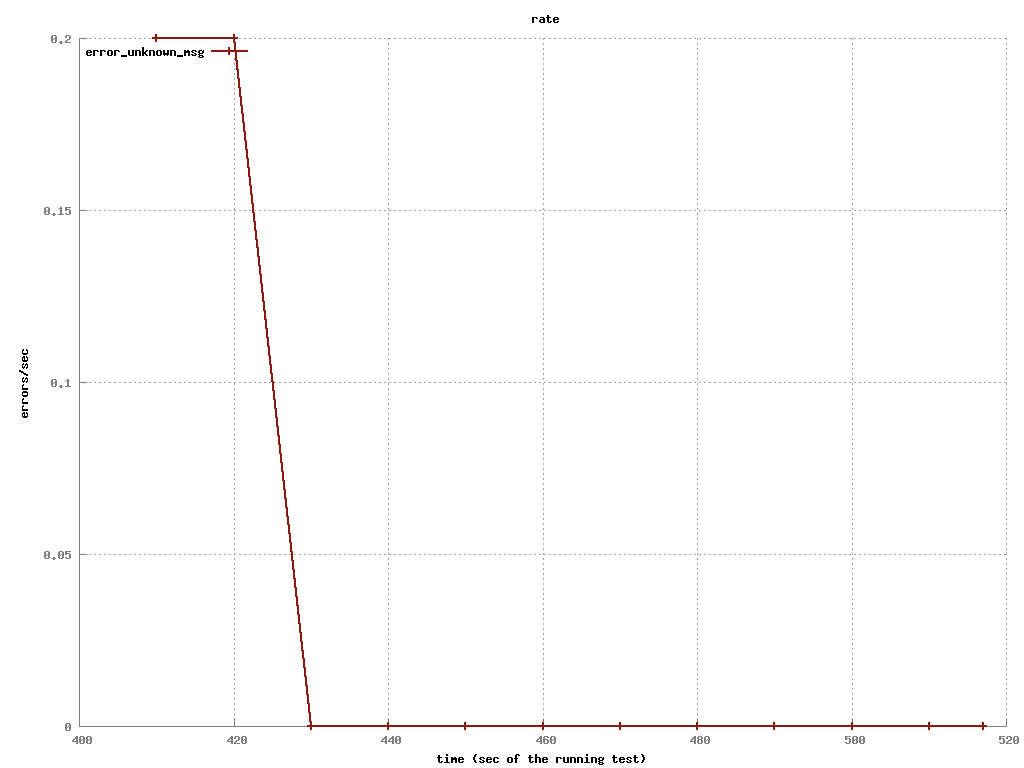 rate
0.2
error_unknown_msg
0.15
0.1
0.05
0
errors/sec
400 420 440 460 480 500 520
time (sec of the running test)